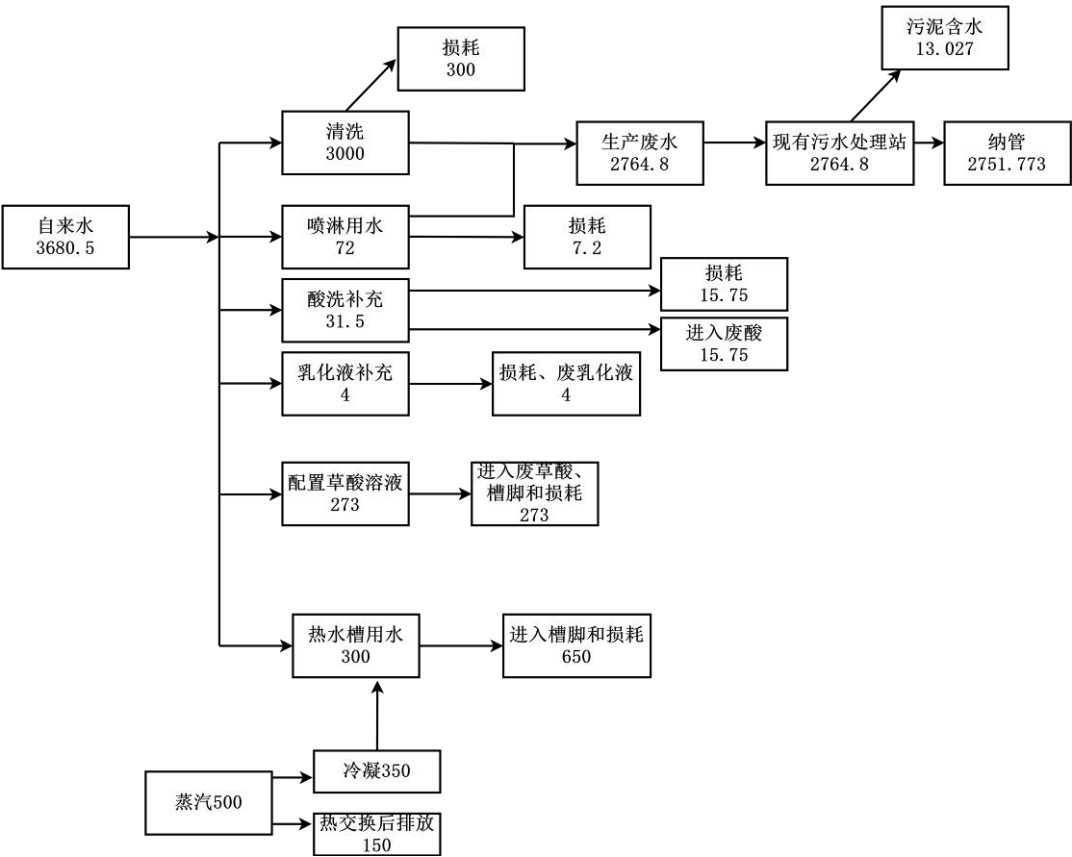 污泥含水
13.027
损耗
300
清洗
3000
生产废水
2764.8
现有污水处理站
2764.8
纳管
2751.773
自来水
3680.5
喷淋用水
72
损耗
7.2
酸洗补充
31.5
损耗
15.75
进入废酸
15.75
乳化液补充
4
损耗、废乳化液
4
配置草酸溶液
273
进入废草酸、
槽脚和损耗
273
热水槽用水
300
进入槽脚和损耗
650
蒸汽500
冷凝350
热交换后排放
150